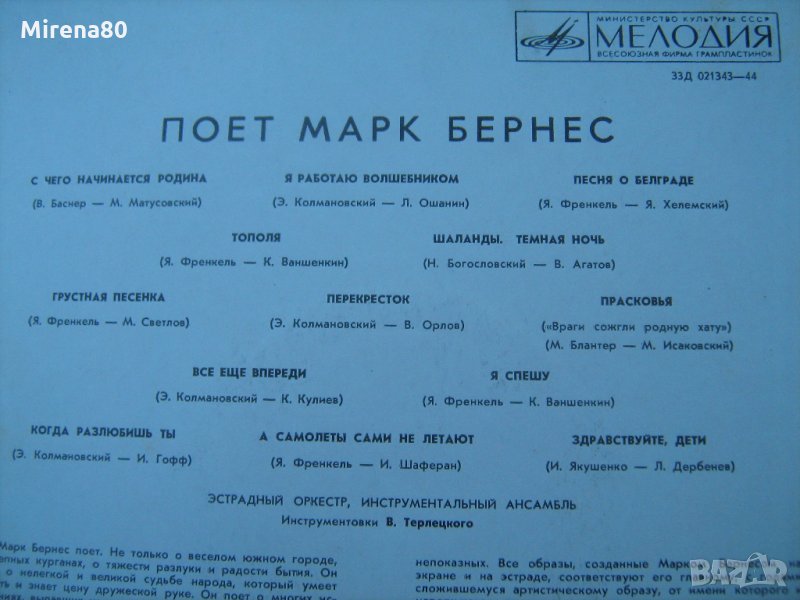 Mirena80
МИНИСТЕРСТВО КУЛЬТУРЫ СССР
МЕЛОДИЯ
ВСЕСОЮЗНАЯ ФИРМА ГРАМПЛАСТИНОК
33Д 021343—44
ПОЕТ МАРК БЕРНЕС
С ЧЕГО НАЧИНАЕТСЯ РОДИНА
(В. Баснер — М. Матусовский)
Я РАБОТАЮ ВОЛШЕБНИКОМ
(Э. Колмановский — Л. Ошанин)
ПЕСНЯ О БЕЛГРАДЕ
(Я. Френкель — Я. Хелемский)
ТОПОЛЯ
(Я. Френкель — К. Ваншенкин)
ШАЛАНДЫ. ТЕМНАЯ НОЧЬ
(Н. Богословский — В. Агатов)
ГРУСТНАЯ ПЕСЕНКА
(Я. Френкель — М. Светлов)
ПЕРЕКРЕСТОК
(Э. Колмановский — В. Орлов)
ПРАСКОВЬЯ
(«Враги сожгли родную хату»)
(М. Блантер — М. Исаковский)
ВСЕ ЕЩЕ ВПЕРЕДИ
(Э. Колмановский — К. Кулиев)
Я СПЕШУ
(Я. Френкель — К. Ваншенкин)
КОГДА РАЗЛЮБИШЬ ТЫ
(Э. Колмановский — И. Гофф)
А САМОЛЕТЫ САМИ НЕ ЛЕТАЮТ
(Я. Френкель — И. Шаферан)
ЗДРАВСТВУЙТЕ, ДЕТИ
(И. Якушенко — Л. Дербенев)
ЭСТРАДНЫЙ ОРКЕСТР, ИНСТРУМЕНТАЛЬНЫЙ АНСАМБЛЬ
Инструментовки В. Терлецкого
Марк Бернес поет. Не только о веселом южном городе,
курганах, о тяжести разлуки и радости бытия. Он
о нелегкой и великой судьбе народа, который умеет
и знает цену дружеской руке. Он поет о многих
непоказных. Все образы, созданные
экране и на эстраде, соответствуют его
сложившемуся артистическому образу, от имени которого
bazar